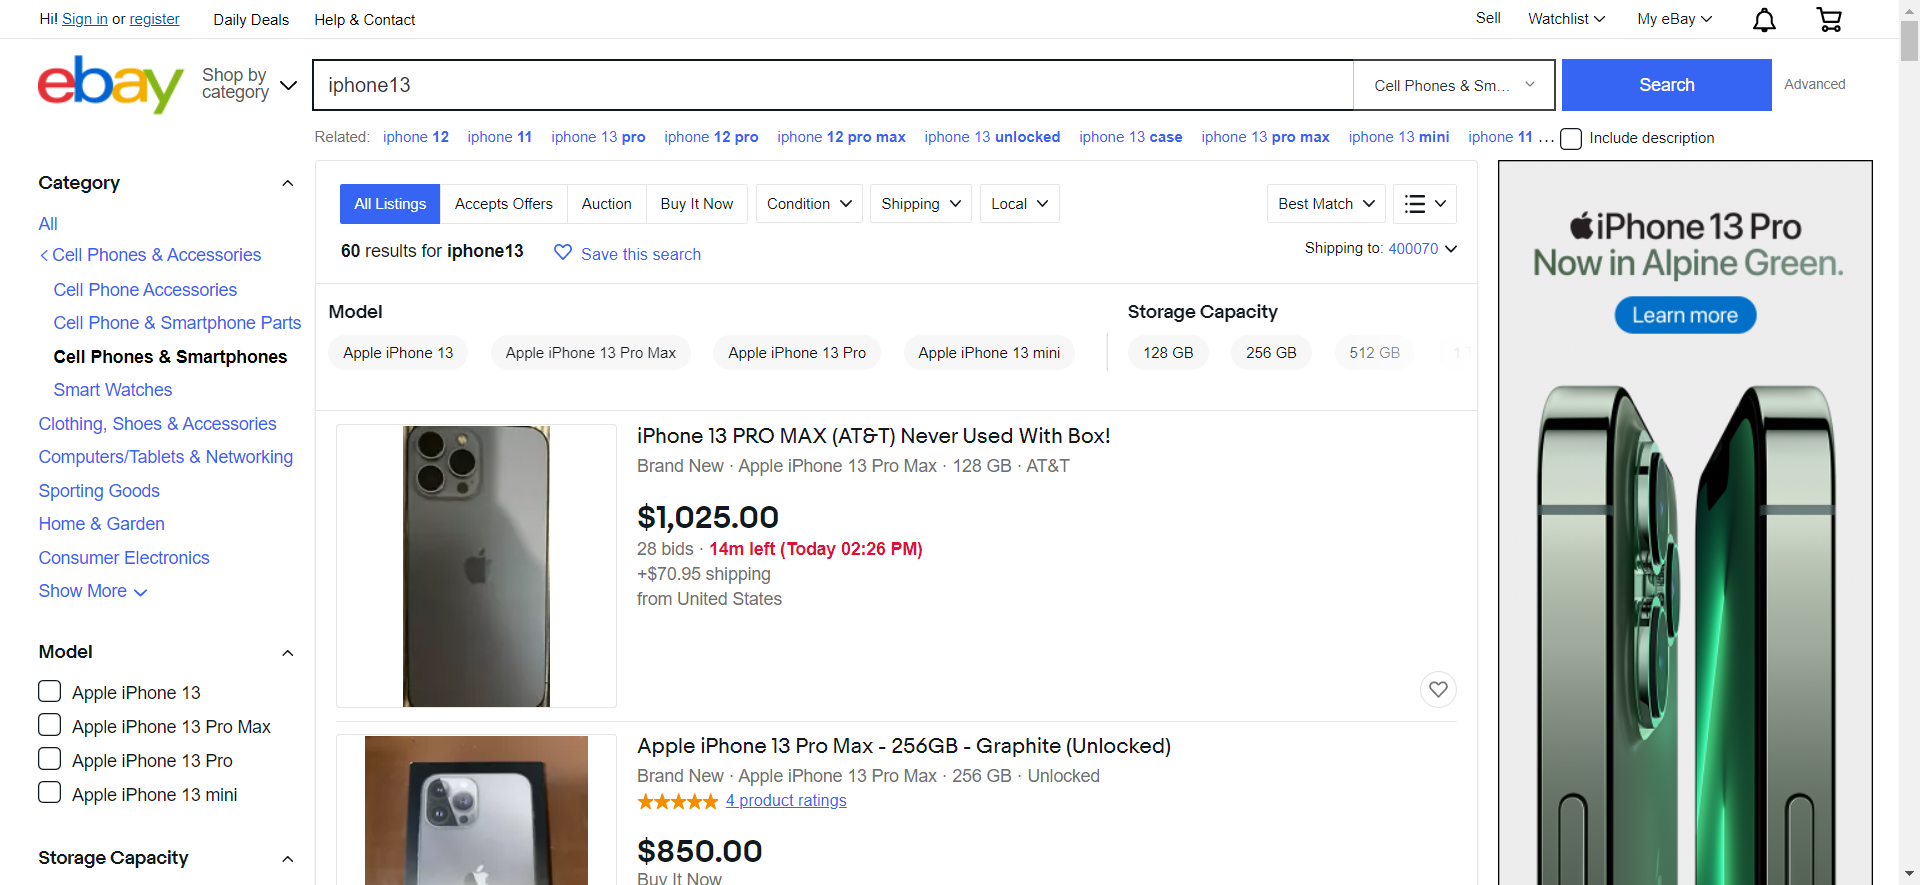 Hi! Sign in or register Daily Deals Help & Contact Sell Watchlist My eBay
ebay Shop by category iphone13 Cell Phones & Sm... Search Advanced
Related: iphone 12 iphone 11 iphone 13 pro iphone 12 pro iphone 12 pro max iphone 13 unlocked iphone 13 case iphone 13 pro max iphone 13 mini iphone 11 ... Include description
Category
All
Cell Phones & Accessories
Cell Phone Accessories
Cell Phone & Smartphone Parts
Cell Phones & Smartphones
Smart Watches
Clothing, Shoes & Accessories
Computers/Tablets & Networking
Sporting Goods
Home & Garden
Consumer Electronics
Show More
Model
Apple iPhone 13
Apple iPhone 13 Pro Max
Apple iPhone 13 Pro
Apple iPhone 13 mini
Storage Capacity
All Listings Accepts Offers Auction Buy It Now Condition Shipping Local Best Match
60 results for iphone13 Save this search Shipping to: 400070
Model Storage Capacity
Apple iPhone 13 Apple iPhone 13 Pro Max Apple iPhone 13 Pro Apple iPhone 13 mini 128 GB 256 GB 512 GB
iPhone 13 PRO MAX (AT&T) Never Used With Box!
Brand New · Apple iPhone 13 Pro Max · 128 GB · AT&T
$1,025.00
28 bids · 14m left (Today 02:26 PM)
+$70.95 shipping
from United States
Apple iPhone 13 Pro Max - 256GB - Graphite (Unlocked)
Brand New · Apple iPhone 13 Pro Max · 256 GB · Unlocked
4 product ratings
$850.00
Buy It Now
iPhone 13 Pro
Now in Alpine Green.
Learn more